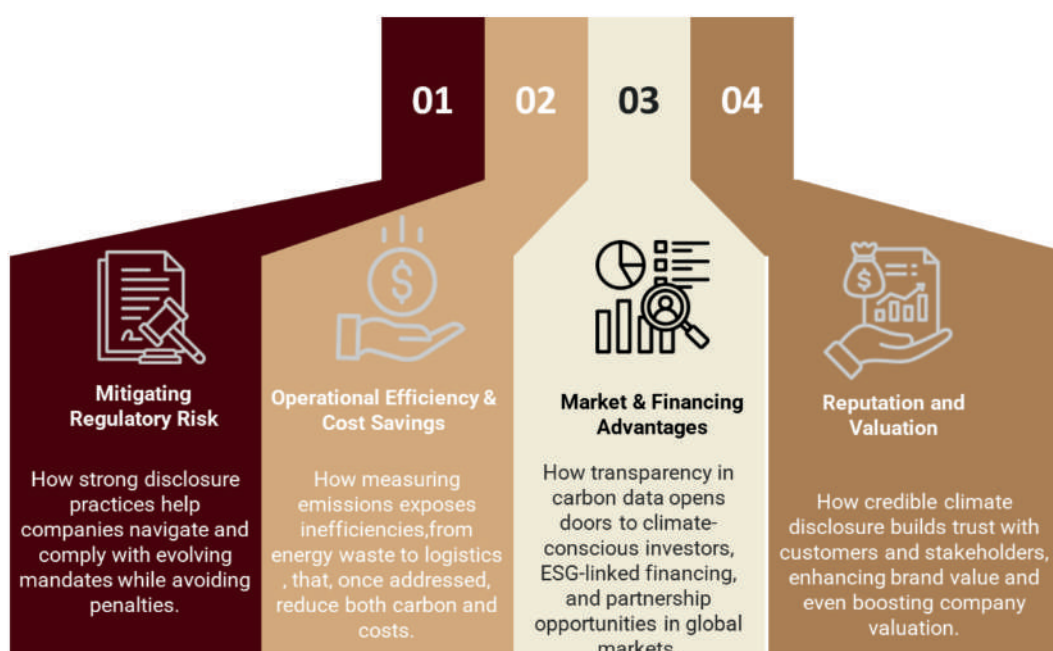 01
02
03
04
Mitigating
Regulatory Risk
How strong disclosure
practices help
companies navigate and
comply with evolving
mandates while avoiding
penalties.
Operational Efficiency &
Cost Savings
How measuring
emissions exposes
inefficiencies,from
energy waste to logistics
, that, once addressed,
reduce both carbon and
costs.
Market & Financing
Advantages
How transparency in
carbon data opens
doors to climate-
conscious investors,
ESG-linked financing,
and partnership
opportunities in global
markets
Reputation and
Valuation
How credible climate
disclosure builds trust with
customers and stakeholders,
enhancing brand value and
even boosting company
valuation.